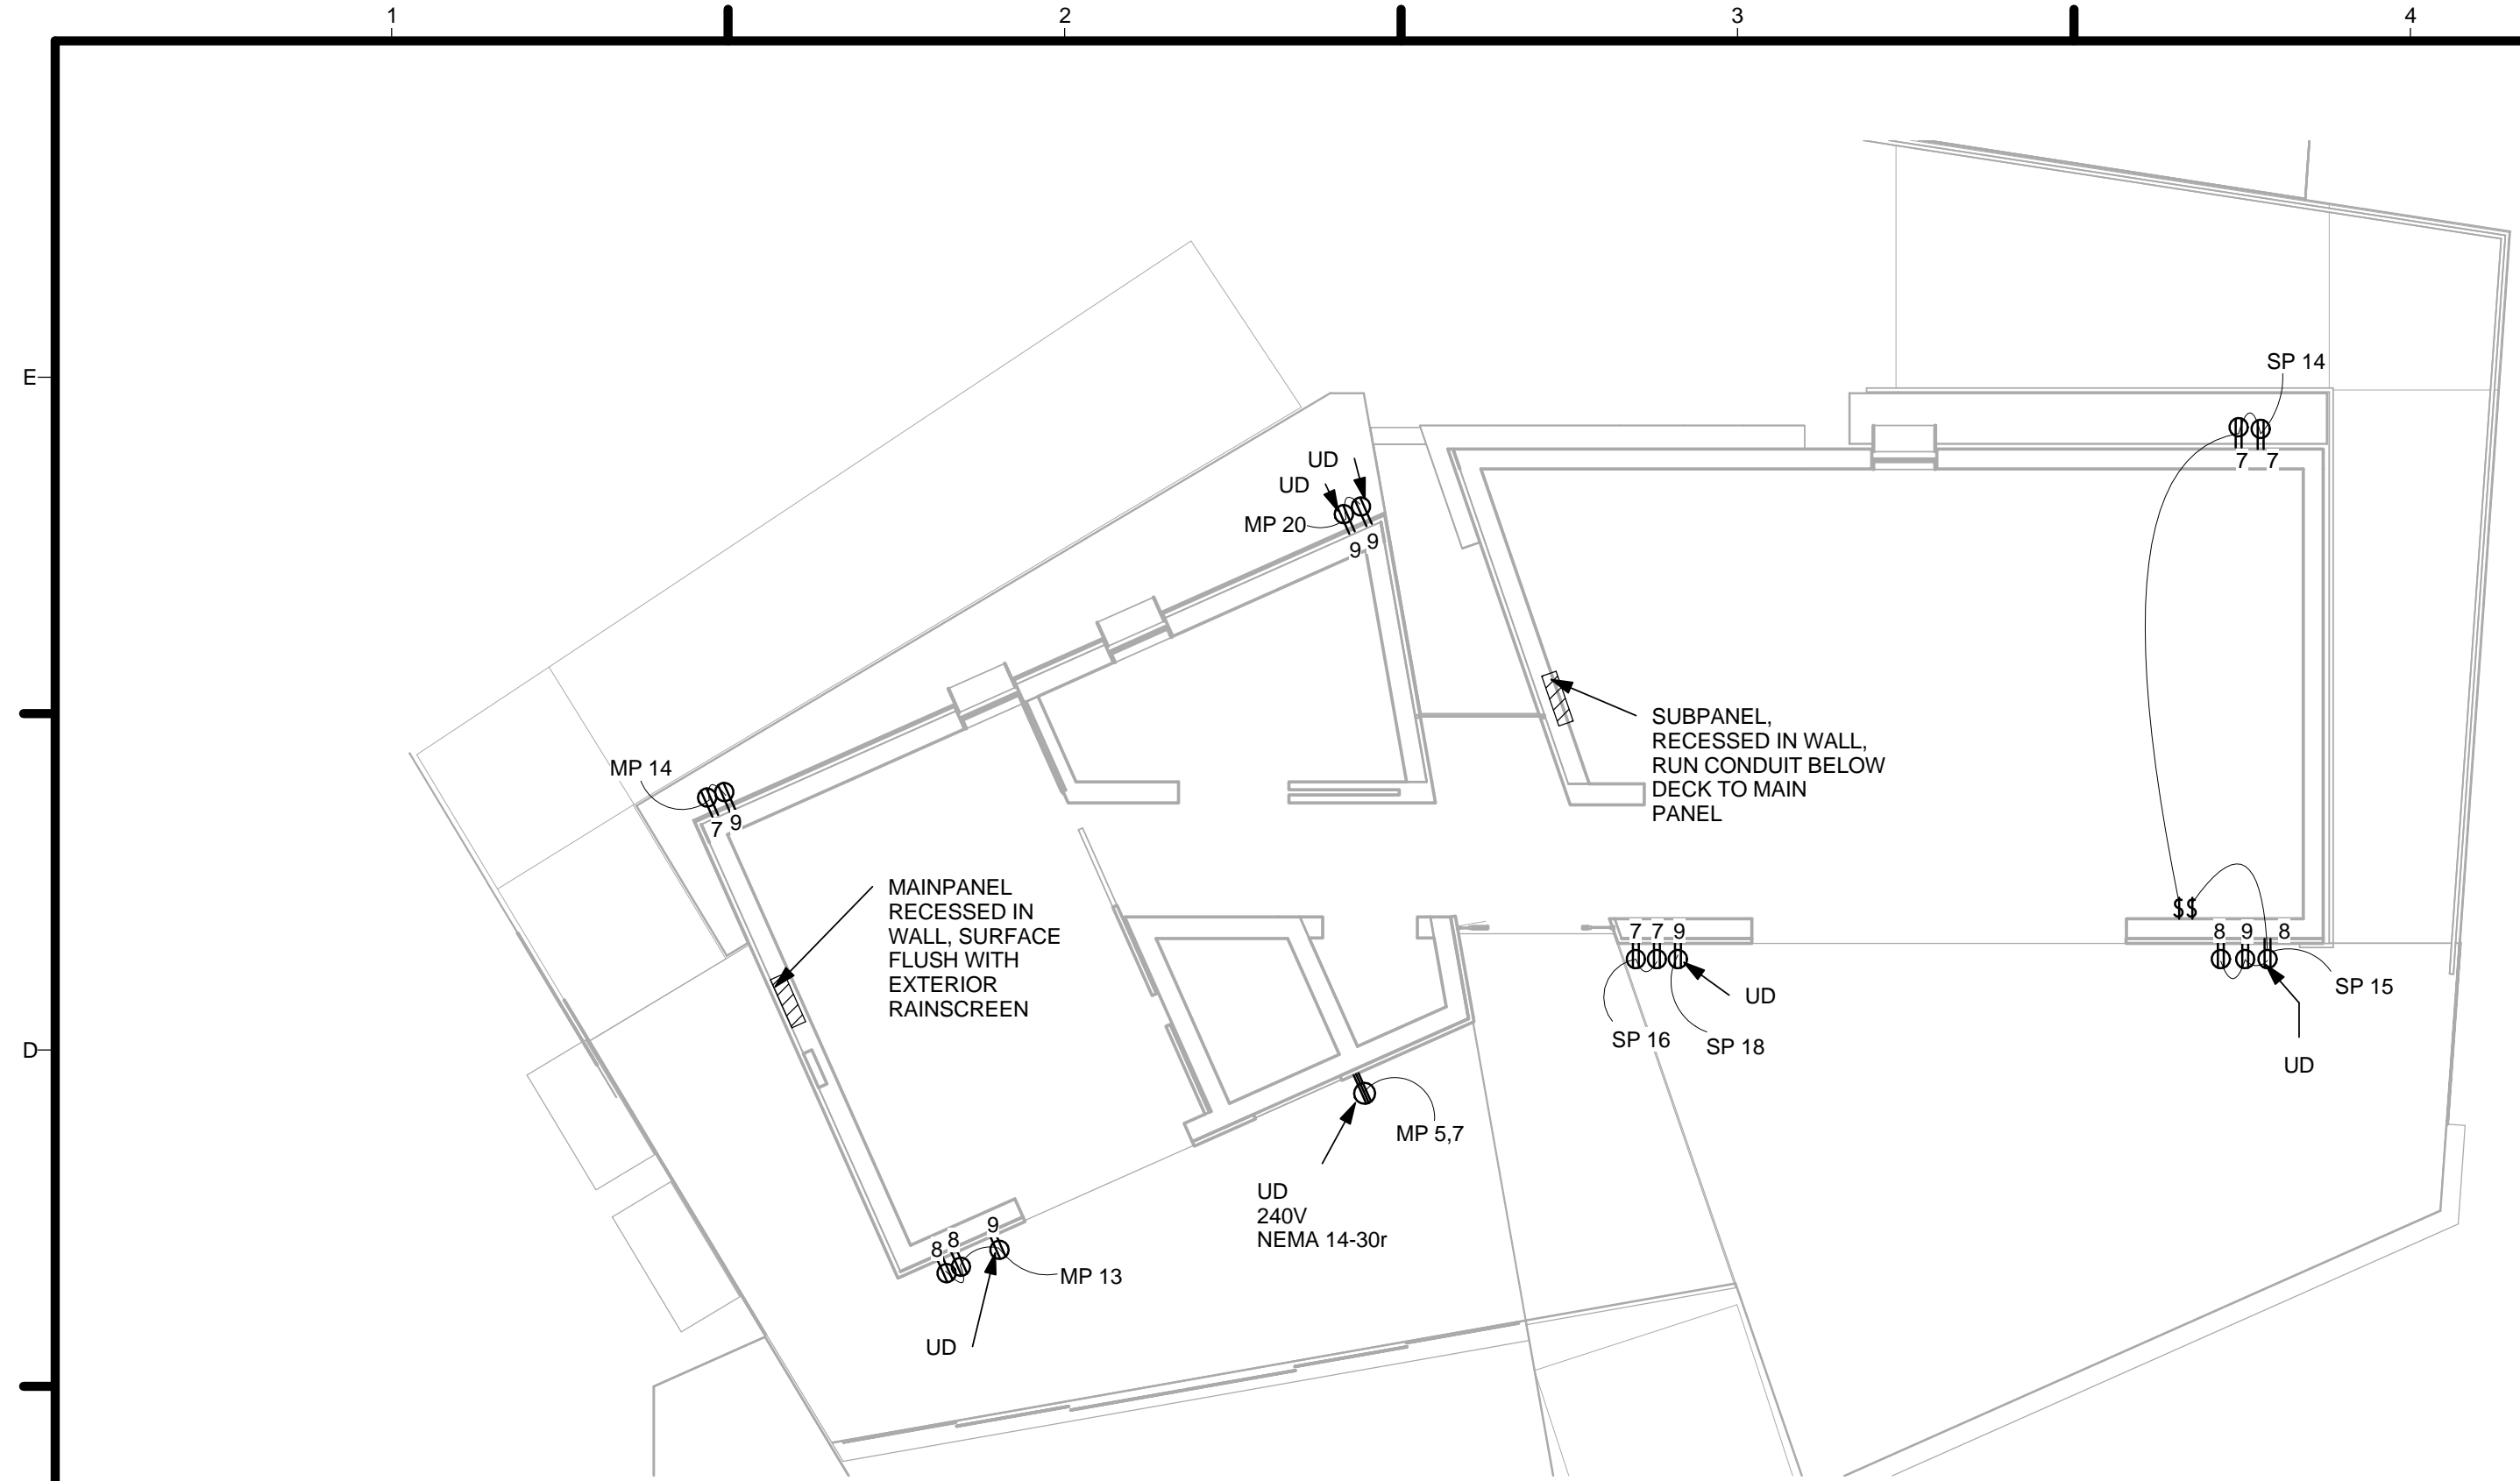 1
2
3
4
E
SP 14
7 7
UD
UD
MP 20
9 9
SUBPANEL,
RECESSED IN WALL,
RUN CONDUIT BELOW
DECK TO MAIN
PANEL
MP 14
7 9
MAINPANEL
RECESSED IN
WALL, SURFACE
FLUSH WITH
EXTERIOR
RAINSCREEN
$$
7 7 9
8 9 8
UD
SP 15
SP 16
SP 18
UD
D
MP 5,7
UD
240V
NEMA 14-30r
8 8 9
MP 13
UD